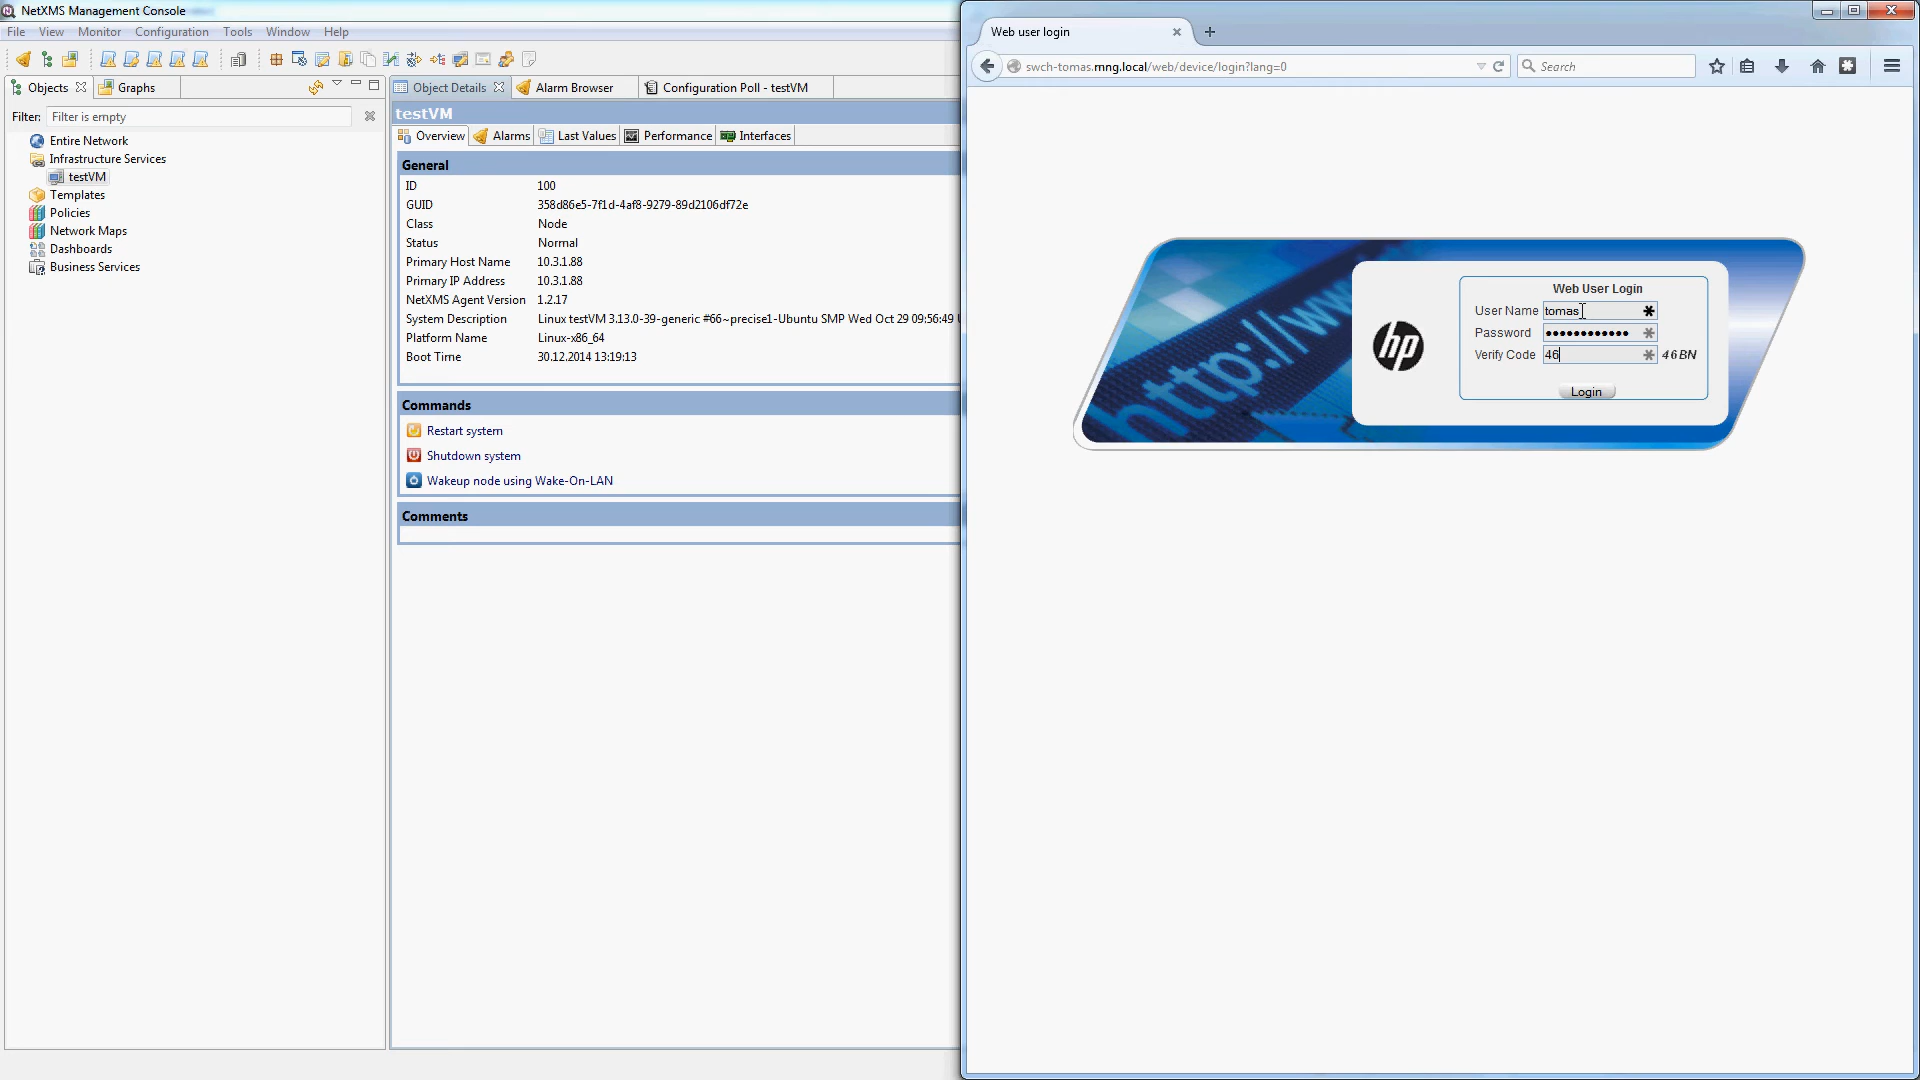 NetXMS Management Console
File View Monitor Configuration Tools Window Help
Objects Graphs
Filter: Filter is empty
Entire Network
Infrastructure Services
testVM
Templates
Policies
Network Maps
Dashboards
Business Services
Object Details Alarm Browser Configuration Poll - testVM
testVM
Overview Alarms Last Values Performance Interfaces
General
ID 100
GUID 358d86e5-7f1d-4af8-9279-89d2106df72e
Class Node
Status Normal
Primary Host Name 10.3.1.88
Primary IP Address 10.3.1.88
NetXMS Agent Version 1.2.17
System Description Linux testVM 3.13.0-39-generic #66~precise1-Ubuntu SMP Wed Oct 29 09:56:49
Platform Name Linux-x86_64
Boot Time 30.12.2014 13:19:13
Commands
Restart system
Shutdown system
Wakeup node using Wake-On-LAN
Comments
Web user login
swch-tomas.mng.local/web/device/login?lang=0
Search
http://ww
hp
Web User Login
User Name tomas
Password ••••••••••••
Verify Code 46 46BN
Login